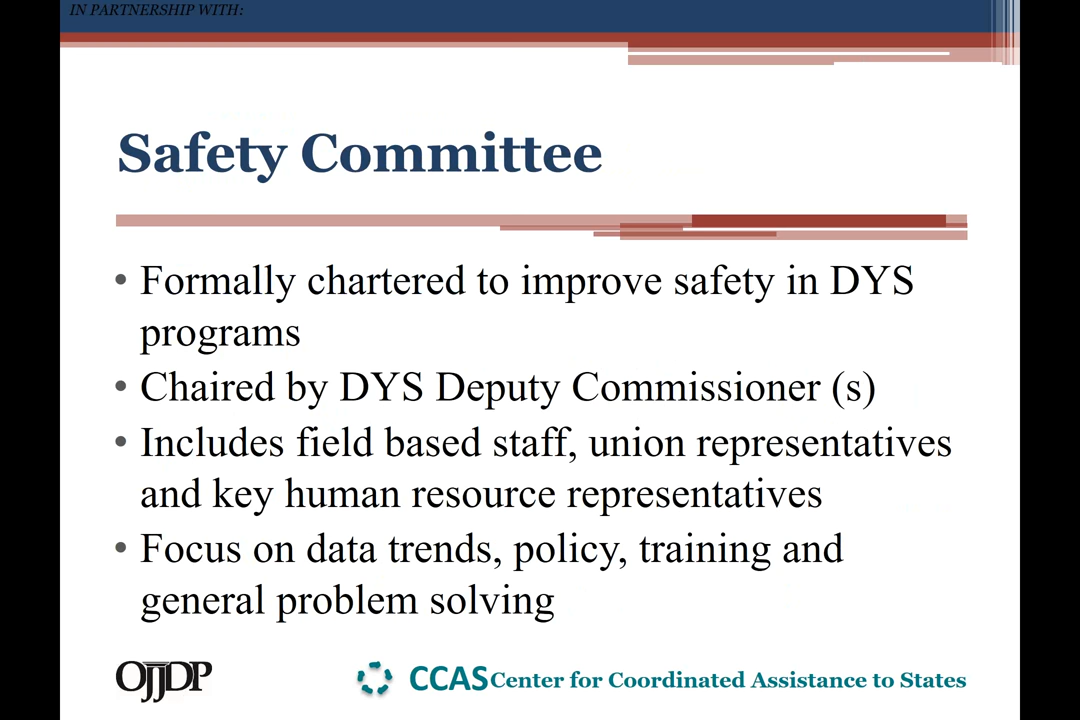 IN PARTNERSHIP WITH:
Safety Committee
• Formally chartered to improve safety in DYS
programs
• Chaired by DYS Deputy Commissioner (s)
• Includes field based staff, union representatives
and key human resource representatives
• Focus on data trends, policy, training and
general problem solving
OJJDP
CCAS Center for Coordinated Assistance to States